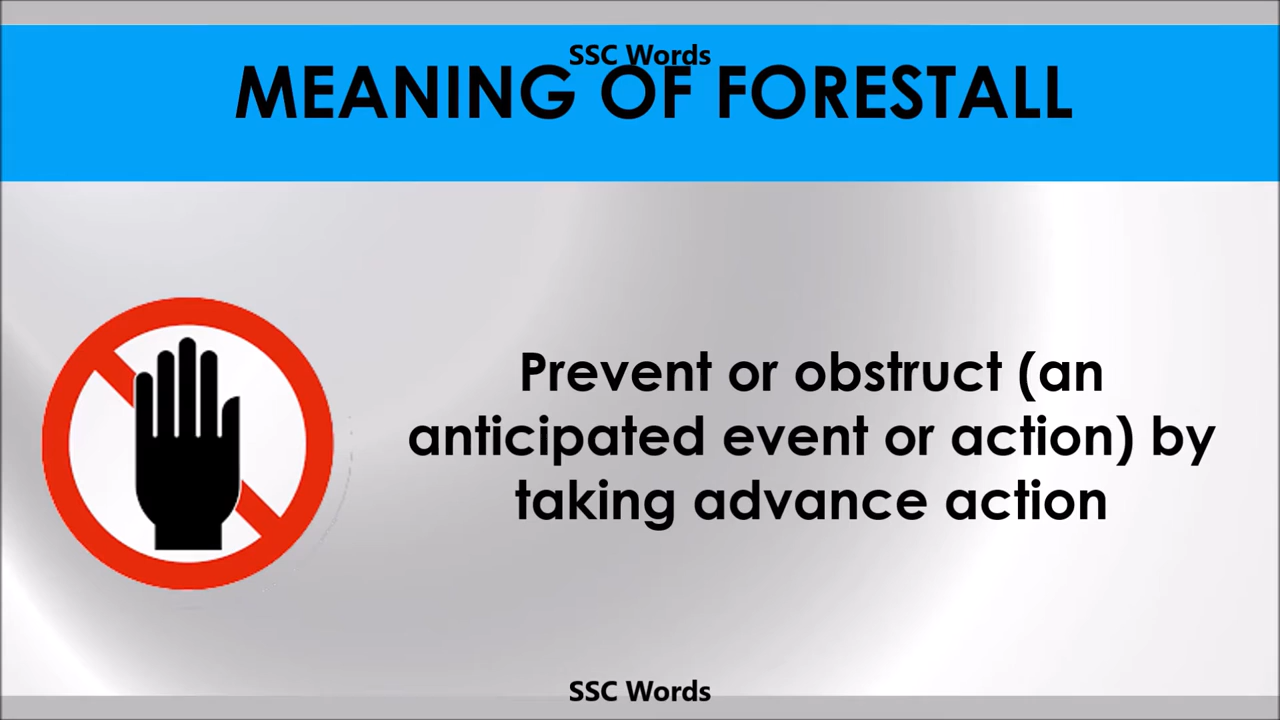 SSC Words
MEANING OF FORESTALL
Prevent or obstruct (an
anticipated event or action) by
taking advance action
SSC Words